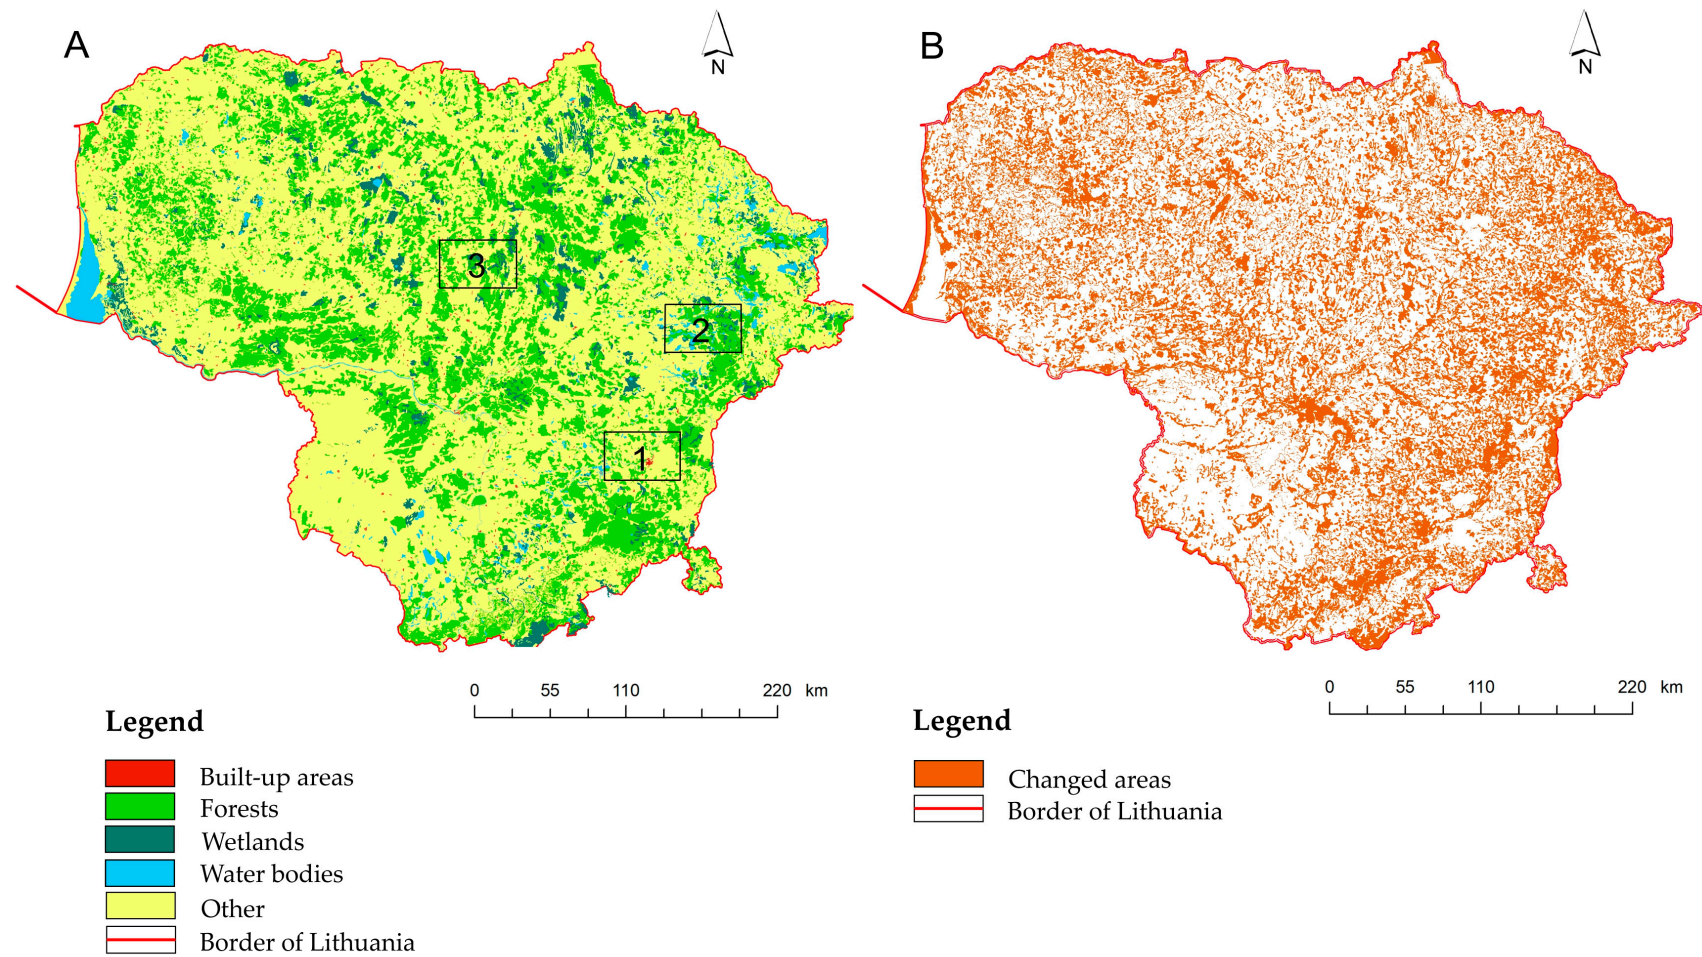 A
N
3
2
1
0 55 110 220 km
Legend
Built-up areas
Forests
Wetlands
Water bodies
Other
Border of Lithuania
B
N
0 55 110 220 km
Legend
Changed areas
Border of Lithuania